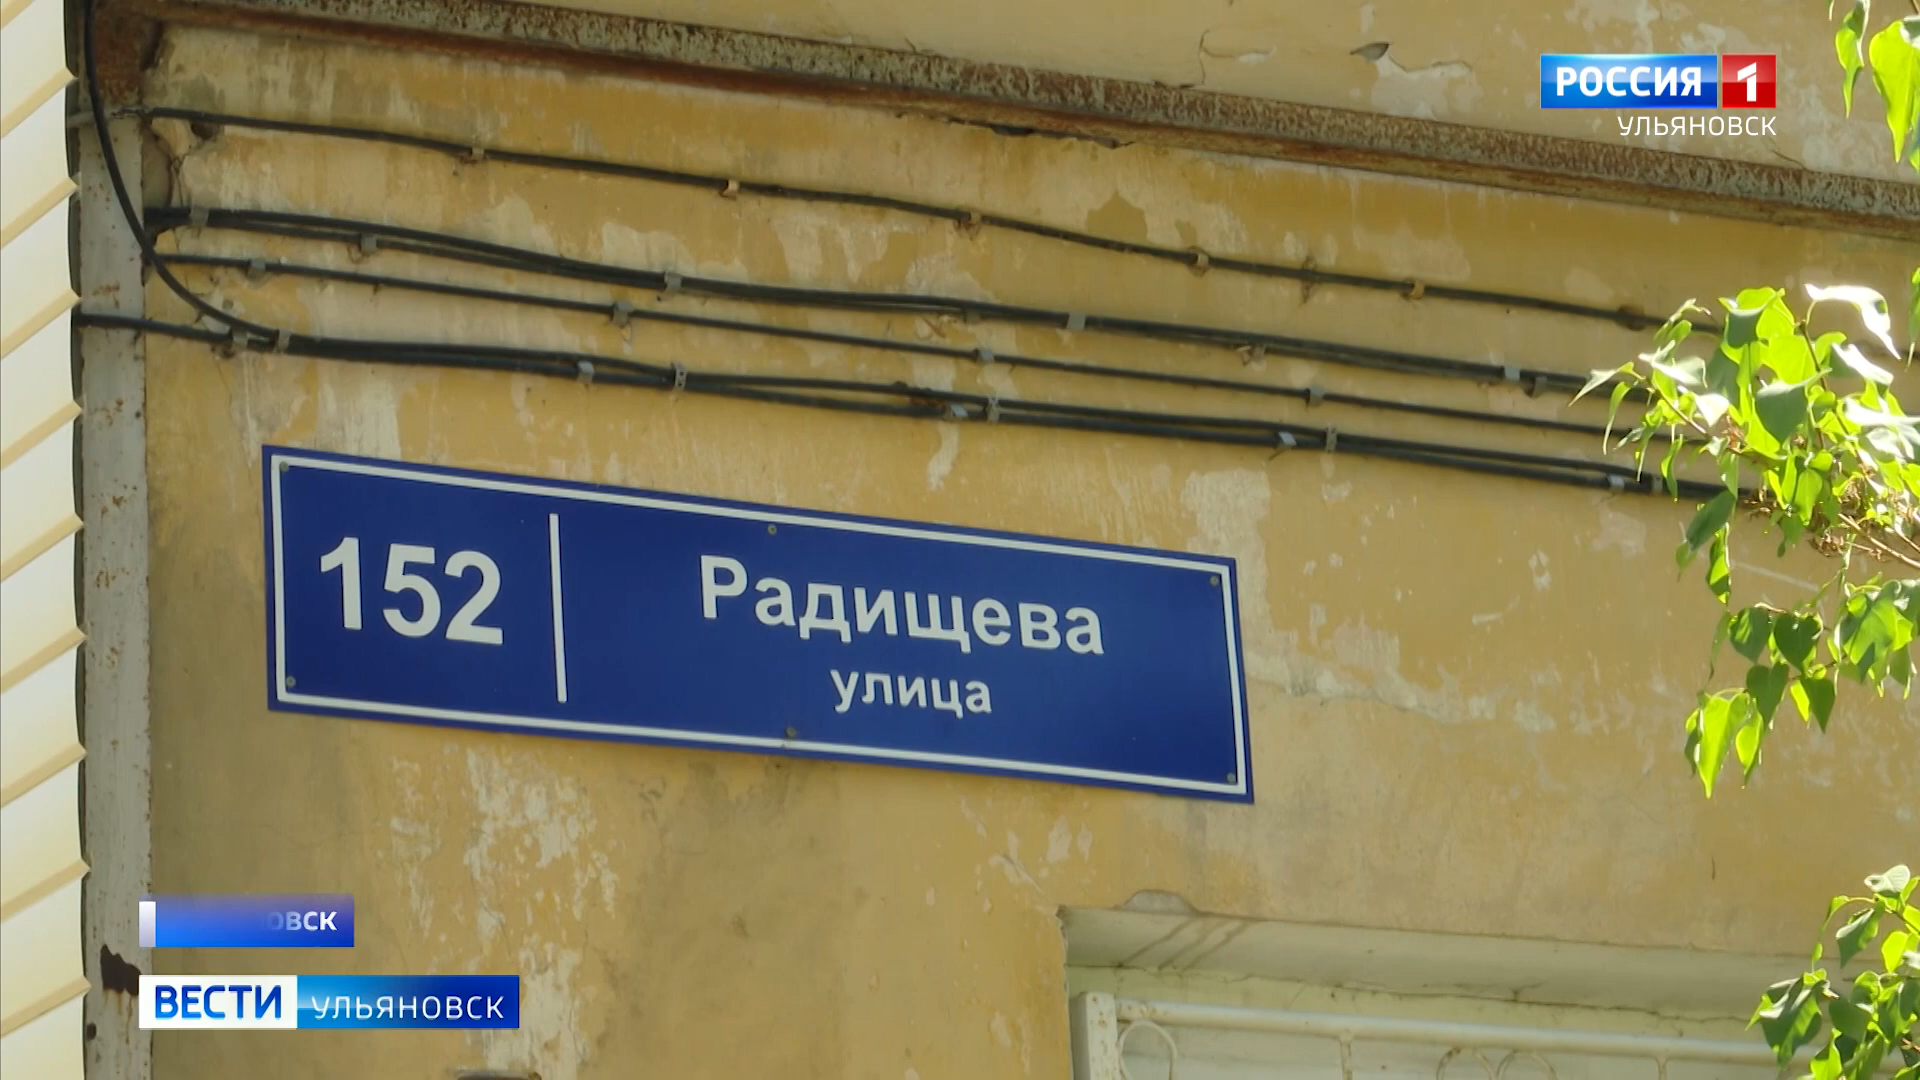 РОССИЯ 1
УЛЬЯНОВСК
152
Радищева
улица
ВЕСТИ УЛЬЯНОВСК